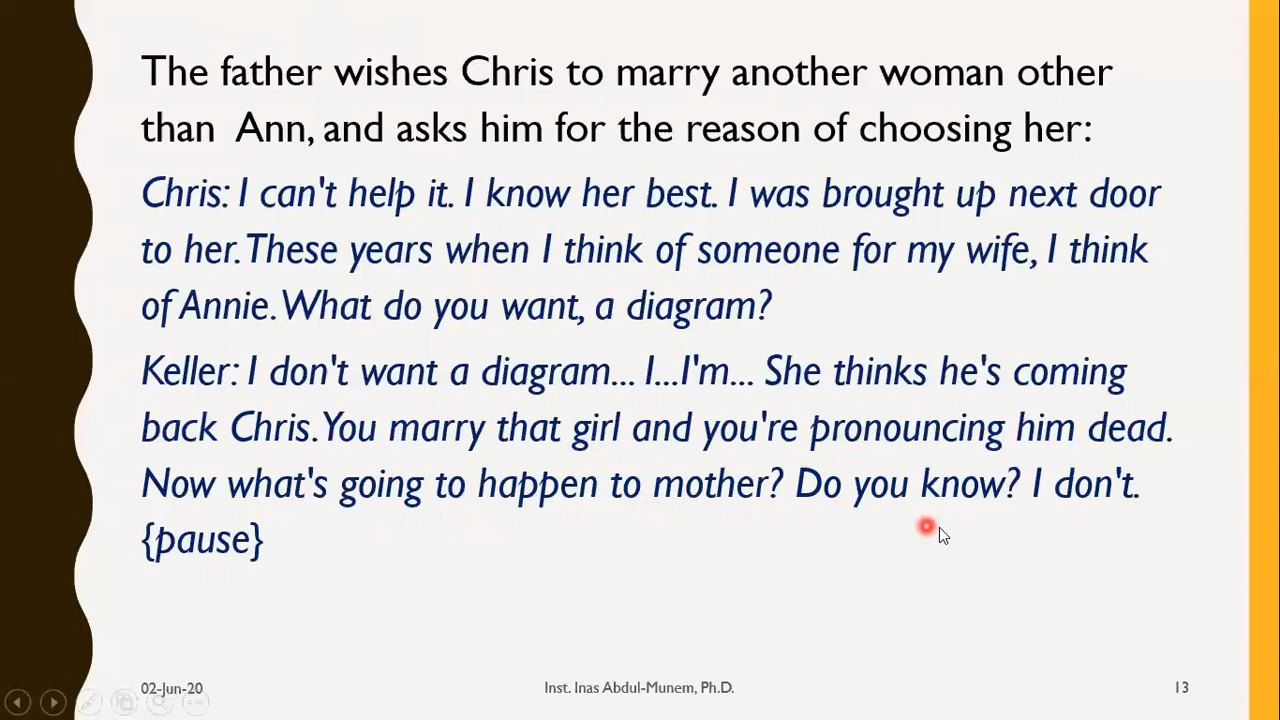 The father wishes Chris to marry another woman other
than  Ann, and asks him for the reason of choosing her:
Chris: I can't help it. I know her best. I was brought up next door
to her. These years when I think of someone for my wife, I think
of Annie. What do you want, a diagram?
Keller: I don't want a diagram... I...I'm... She thinks he's coming
back Chris. You marry that girl and you're pronouncing him dead.
Now what's going to happen to mother? Do you know? I don't.
{pause}
02-Jun-20
Inst. Inas Abdul-Munem, Ph.D.
13